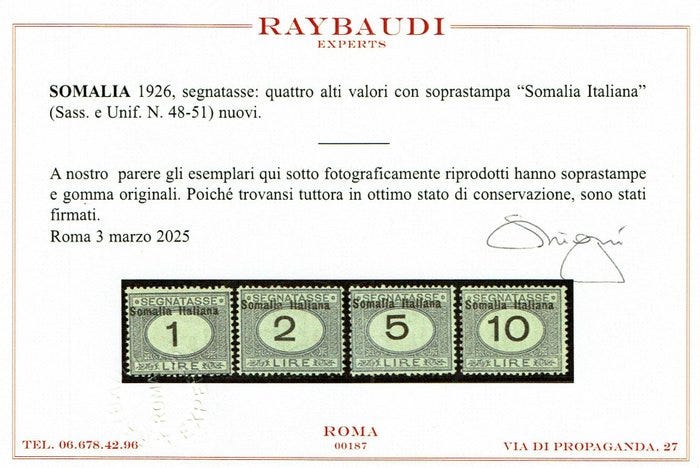 RAYBAUDI
EXPERTS
SOMALIA 1926, segnatasse: quattro alti valori con soprastampa “Somalia Italiana”
(Sass. e Unif. N. 48-51) nuovi.
A nostro parere gli esemplari qui sotto fotograficamente riprodotti hanno soprastampe
e gomma originali. Poiché trovansi tuttora in ottimo stato di conservazione, sono stati
firmati.
Roma 3 marzo 2025
SEGNATASSE SEGNATASSE SEGNATASSE SEGNATASSE
Somalia Italiana Somalia Italiana Somalia Italiana Somalia Italiana
1 2 5 10
LIRE LIRE LIRE LIRE
ROMA
00187
TEL. 06.678.42.96
VIA DI PROPAGANDA. 27